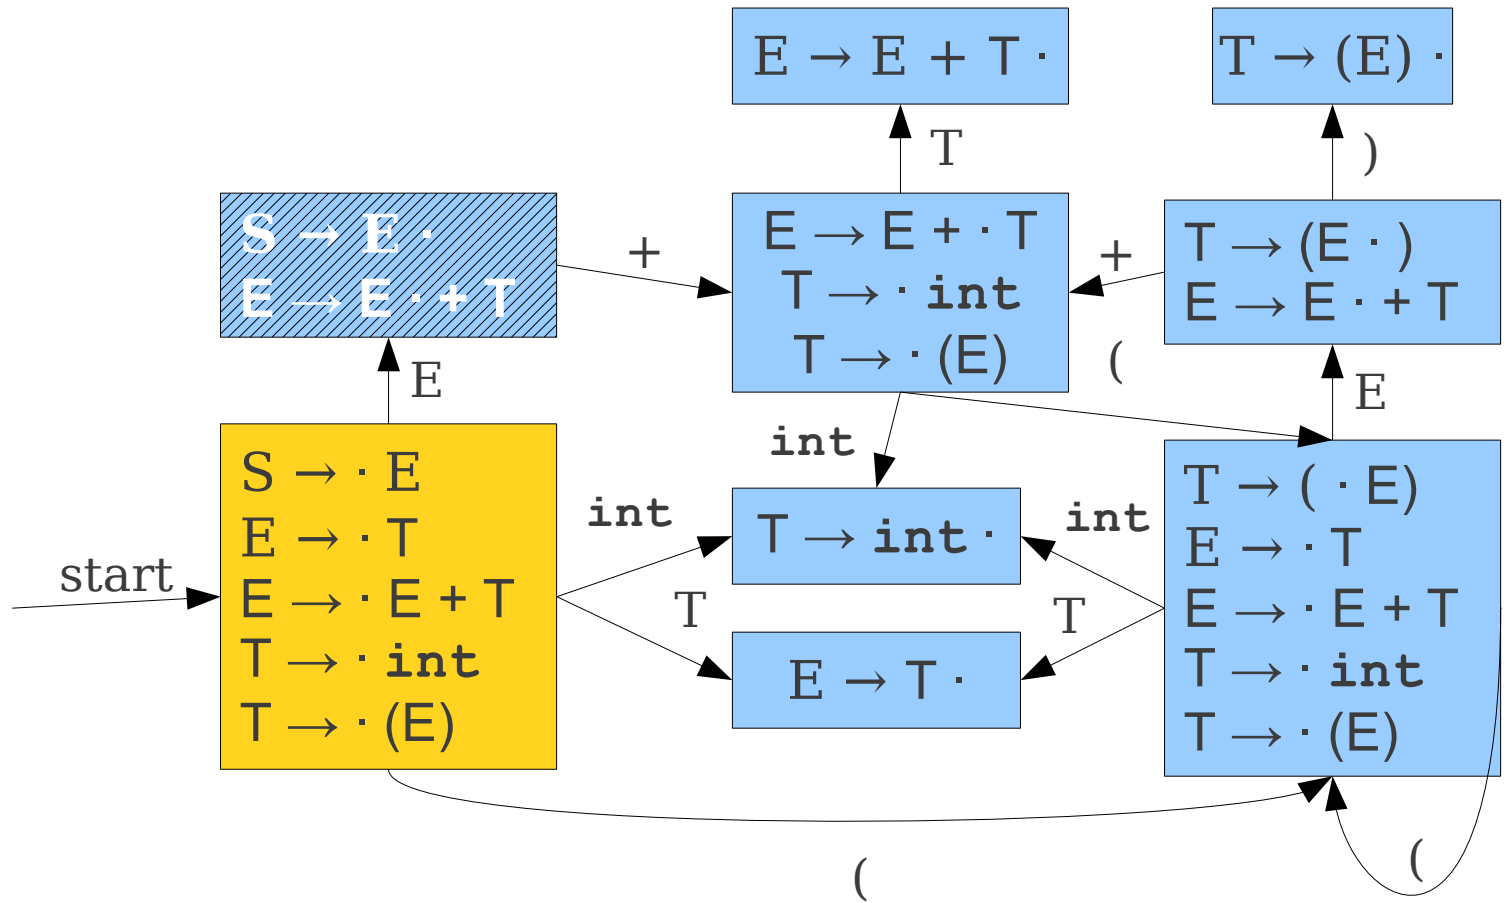 E → E + T ·
T → (E) ·
T
)
S → E ·
E → E · + T
+
E → E + · T
T → · int
T → · (E)
+
T → (E · )
E → E · + T
E
(
E
int
S → · E
E → · T
E → · E + T
T → · int
T → · (E)
start
int
T
T → int ·
E → T ·
int
T
T → ( · E)
E → · T
E → · E + T
T → · int
T → · (E)
(
(